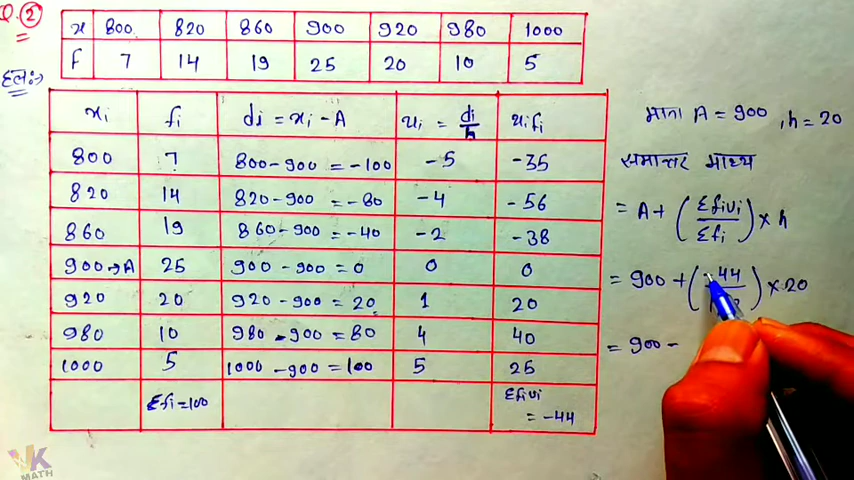 Q.②
x 800 820 860 900 920 980 1000
f 7 14 19 25 20 10 5
हल:-
xi fi di = xi - A ui = di/h uifi
800 7 800-900 = -100 -5 -35
820 14 820-900 = -80 -4 -56
860 19 860-900 = -40 -2 -38
900→A 25 900-900 = 0 0 0
920 20 920-900 = 20 1 20
980 10 980-900 = 80 4 40
1000 5 1000-900 = 100 5 25
Σfi=100 Σfiui = -44
माना A = 900, h = 20
समान्तर माध्य
= A + (Σfiui/Σfi) × h
= 900 + ( 44 ) × 20
= 900 -
VK
MATH